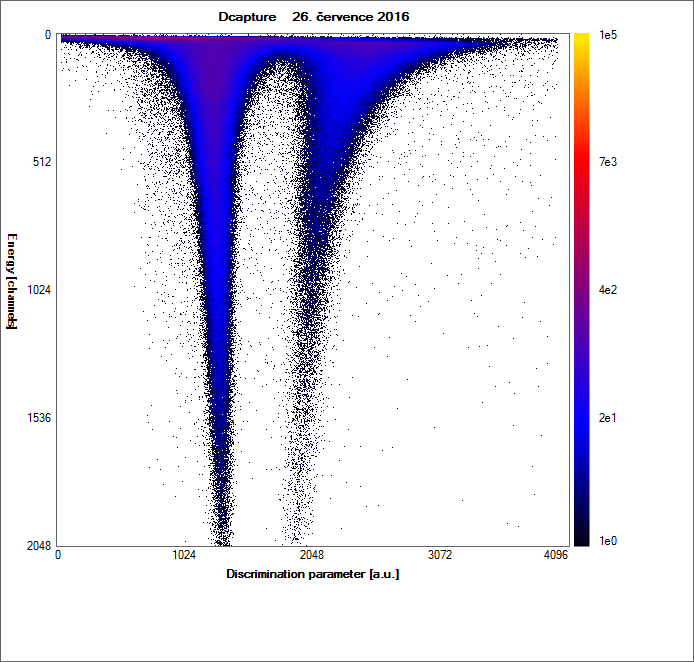 Dcapture 26. července 2016
0
512
1024
1536
2048
Energy [channels]
0
1024
2048
3072
4096
Discrimination parameter [a.u.]
1e5
7e3
4e2
2e1
1e0